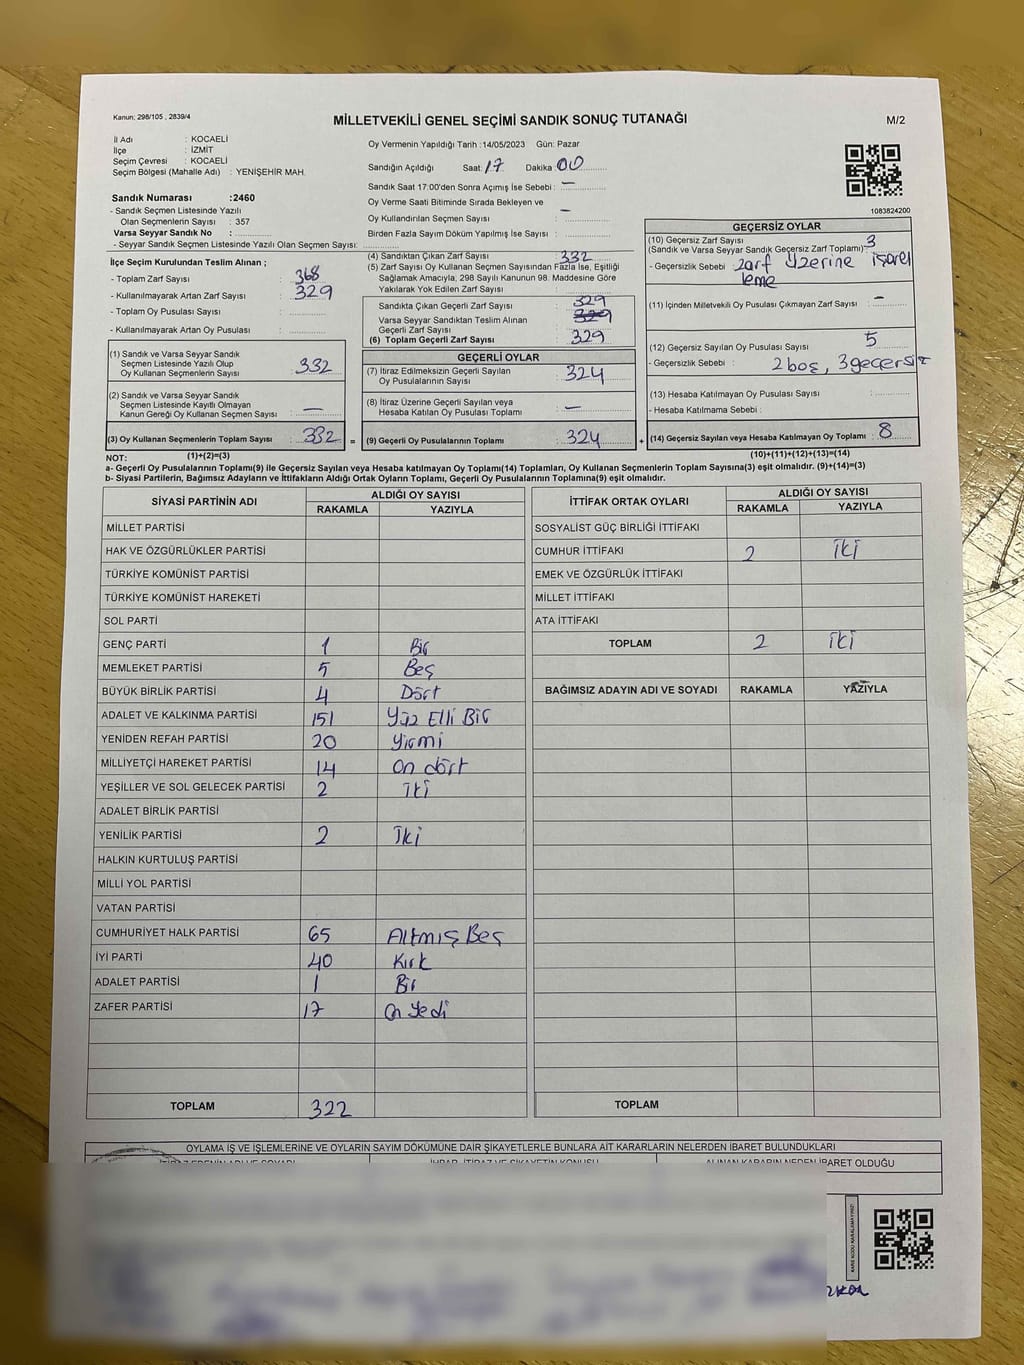 Kanun; 298/105 , 2839/4
MİLLETVEKİLİ GENEL SEÇİMİ SANDIK SONUÇ TUTANAĞI
M/2
İl Adı : KOCAELİ
İlçe : İZMİT
Seçim Çevresi : KOCAELİ
Seçim Bölgesi (Mahalle Adı) : YENİŞEHİR MAH.
Oy Vermenin Yapıldığı Tarih :14/05/2023 Gün: Pazar
Sandığın Açıldığı Saat: 17 Dakika: 00
Sandık Saat 17:00'den Sonra Açımış İse Sebebi : —
Oy Verme Saati Bitiminde Sırada Bekleyen ve
Oy Kullandırılan Seçmen Sayısı : —
Birden Fazla Sayım Döküm Yapılmış İse Sayısı :
1083824200
Sandık Numarası :2460
- Sandık Seçmen Listesinde Yazılı
Olan Seçmenlerin Sayısı : 357
Varsa Seyyar Sandık No :
- Seyyar Sandık Seçmen Listesinde Yazılı Olan Seçmen Sayısı:
İlçe Seçim Kurulundan Teslim Alınan ;
- Toplam Zarf Sayısı : 368
- Kullanılmayarak Artan Zarf Sayısı : 329
- Toplam Oy Pusulası Sayısı :
- Kullanılmayarak Artan Oy Pusulası :
(1) Sandık ve Varsa Seyyar Sandık
Seçmen Listesinde Yazılı Olup
Oy Kullanan Seçmenlerin Sayısı : 332
(2) Sandık ve Varsa Seyyar Sandık
Seçmen Listesinde Kayıtlı Olmayan
Kanun Gereği Oy Kullanan Seçmen Sayısı : —
(3) Oy Kullanan Seçmenlerin Toplam Sayısı : 332 =
(4) Sandıktan Çıkan Zarf Sayısı : 332
(5) Zarf Sayısı Oy Kullanan Seçmen Sayısından Fazla İse, Eşitliği
Sağlamak Amacıyla; 298 Sayılı Kanunun 98. Maddesine Göre
Yakılarak Yok Edilen Zarf Sayısı :
Sandıkta Çıkan Geçerli Zarf Sayısı : 329
Varsa Seyyar Sandıktan Teslim Alınan
Geçerli Zarf Sayısı : 329
(6) Toplam Geçerli Zarf Sayısı : 329
GEÇERLİ OYLAR
(7) İtiraz Edilmeksizin Geçerli Sayılan
Oy Pusulalarının Sayısı : 324
(8) İtiraz Üzerine Geçerli Sayılan veya
Hesaba Katılan Oy Pusulası Toplamı : —
(9) Geçerli Oy Pusulalarının Toplamı : 324 +
GEÇERSİZ OYLAR
(10) Geçersiz Zarf Sayısı 3
(Sandık ve Varsa Seyyar Sandık Geçersiz Zarf Toplamı)
- Geçersizlik Sebebi : zarf üzerine işaret
leme
(11) İçinden Milletvekili Oy Pusulası Çıkmayan Zarf Sayısı : —
(12) Geçersiz Sayılan Oy Pusulası Sayısı : 5
- Geçersizlik Sebebi : 2 boş, 3 geçersiz
(13) Hesaba Katılmayan Oy Pusulası Sayısı :
- Hesaba Katılmama Sebebi :
(14) Geçersiz Sayılan veya Hesaba Katılmayan Oy Toplamı : 8
NOT: (1)+(2)=(3) (10)+(11)+(12)+(13)=(14)
a- Geçerli Oy Pusulalarının Toplamı(9) ile Geçersiz Sayılan veya Hesaba Katılmayan Oy Toplamı(14) Toplamları, Oy Kullanan Seçmenlerin Toplam Sayısına(3) eşit olmalıdır. (9)+(14)=(3)
b- Siyasi Partilerin, Bağımsız Adayların ve İttifakların Aldığı Ortak Oyların Toplamı, Geçerli Oy Pusulalarının Toplamına(9) eşit olmalıdır.
SİYASİ PARTİNİN ADI ALDIĞI OY SAYISI
RAKAMLA YAZIYLA
MİLLET PARTİSİ
HAK VE ÖZGÜRLÜKLER PARTİSİ
TÜRKİYE KOMÜNİST PARTİSİ
TÜRKİYE KOMÜNİST HAREKETİ
SOL PARTİ
GENÇ PARTİ 1 Bir
MEMLEKET PARTİSİ 5 Beş
BÜYÜK BİRLİK PARTİSİ 4 Dört
ADALET VE KALKINMA PARTİSİ 151 Yüz Elli Bir
YENİDEN REFAH PARTİSİ 20 Yirmi
MİLLİYETÇİ HAREKET PARTİSİ 14 On dört
YEŞİLLER VE SOL GELECEK PARTİSİ 2 İki
ADALET BİRLİK PARTİSİ
YENİLİK PARTİSİ 2 İki
HALKIN KURTULUŞ PARTİSİ
MİLLİ YOL PARTİSİ
VATAN PARTİSİ
CUMHURİYET HALK PARTİSİ 65 Altmış Beş
İYİ PARTİ 40 Kırk
ADALET PARTİSİ 1 Bir
ZAFER PARTİSİ 17 On Yedi
TOPLAM 322
İTTİFAK ORTAK OYLARI ALDIĞI OY SAYISI
RAKAMLA YAZIYLA
SOSYALİST GÜÇ BİRLİĞİ İTTİFAKI
CUMHUR İTTİFAKI 2 İki
EMEK VE ÖZGÜRLÜK İTTİFAKI
MİLLET İTTİFAKI
ATA İTTİFAKI
TOPLAM 2 İki
BAĞIMSIZ ADAYIN ADI VE SOYADI RAKAMLA YAZIYLA
TOPLAM
OYLAMA İŞ VE İŞLEMLERİNE VE OYLARIN SAYIM DÖKÜMÜNE DAİR ŞİKAYETLERLE BUNLARA AİT KARARLARIN NELERDEN İBARET BULUNDUKLARI
İTİRAZ EDENİN ADI VE SOYADI İHBAR, İTİRAZ VE ŞİKAYETİN KONUSU ALINAN KARARIN NEDEN İBARET OLDUĞU
KARE KODU KARALAMAYINIZ!